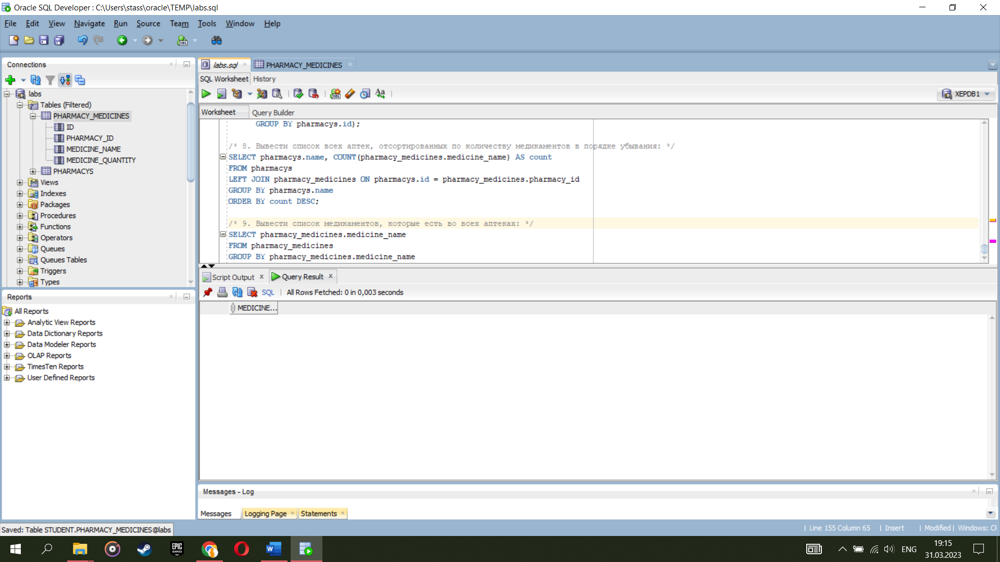 Oracle SQL Developer : C:\Users\stass\oracle\TEMP\labs.sql
File Edit View Navigate Run Source Team Tools Window Help
Connections
labs
Tables (Filtered)
PHARMACY_MEDICINES
ID
PHARMACY_ID
MEDICINE_NAME
MEDICINE_QUANTITY
PHARMACYS
Views
Indexes
Packages
Procedures
Functions
Operators
Queues
Queues Tables
Triggers
Types
Reports
All Reports
Analytic View Reports
Data Dictionary Reports
Data Modeler Reports
OLAP Reports
TimesTen Reports
User Defined Reports
labs.sql PHARMACY_MEDICINES
SQL Worksheet History
XEPDB1
Worksheet Query Builder
GROUP BY pharmacys.id);
/* 8. Вывести список всех аптек, отсортированных по количеству медикаментов в порядке убывания: */
SELECT pharmacys.name, COUNT(pharmacy_medicines.medicine_name) AS count
FROM pharmacys
LEFT JOIN pharmacy_medicines ON pharmacys.id = pharmacy_medicines.pharmacy_id
GROUP BY pharmacys.name
ORDER BY count DESC;
/* 9. Вывести список медикаментов, которые есть во всех аптеках: */
SELECT pharmacy_medicines.medicine_name
FROM pharmacy_medicines
GROUP BY pharmacy_medicines.medicine_name
Script Output Query Result
SQL All Rows Fetched: 0 in 0,003 seconds
MEDICINE...
Messages - Log
Messages Logging Page Statements
Saved: Table STUDENT.PHARMACY_MEDICINES@labs
Line 155 Column 65 Insert Modified Windows:
EPIC GAMES
ENG
19:15
31.03.2023